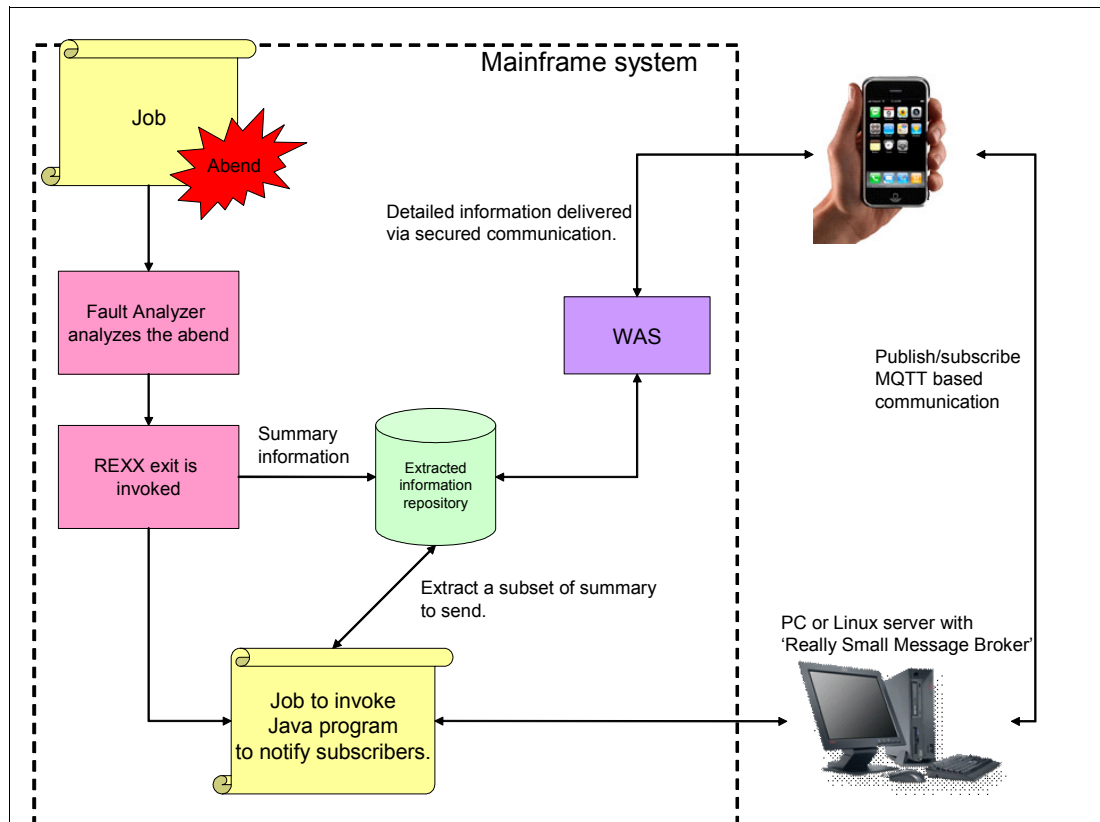 Mainframe system
Job
Abend
Detailed information delivered
via secured communication.
Fault Analyzer
analyzes the abend
WAS
Publish/subscribe
MQTT based
communication
REXX exit is
invoked
Summary
information
Extracted
information
repository
Extract a subset of summary
to send.
PC or Linux server with
‘Really Small Message Broker’
Job to invoke
Java program
to notify subscribers.